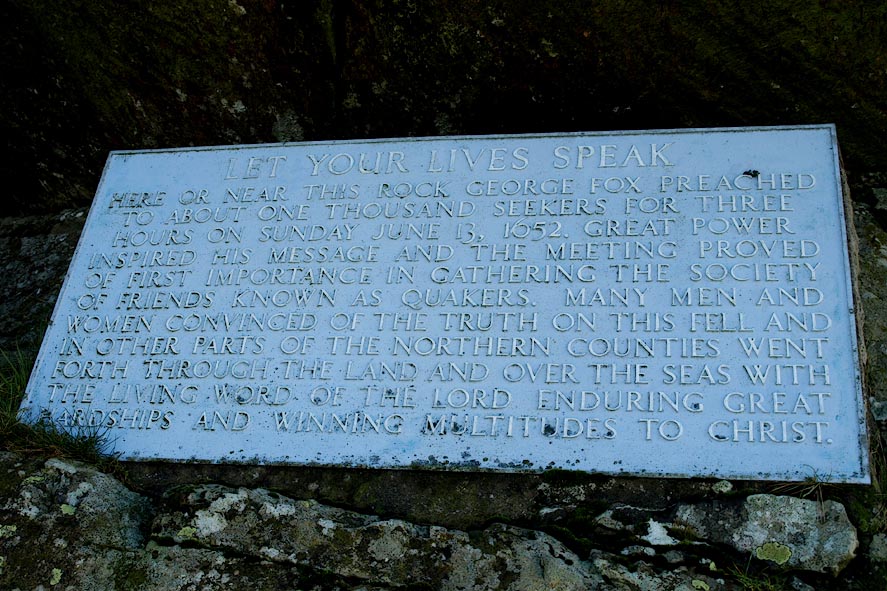 LET YOUR LIVES SPEAK
HERE OR NEAR THIS ROCK GEORGE FOX PREACHED
TO ABOUT ONE THOUSAND SEEKERS FOR THREE
HOURS ON SUNDAY JUNE 13, 1652. GREAT POWER
INSPIRED HIS MESSAGE AND THE MEETING PROVED
OF FIRST IMPORTANCE IN GATHERING THE SOCIETY
OF FRIENDS KNOWN AS QUAKERS. MANY MEN AND
WOMEN CONVINCED OF THE TRUTH ON THIS FELL AND
IN OTHER PARTS OF THE NORTHERN COUNTIES WENT
FORTH THROUGH THE LAND AND OVER THE SEAS WITH
THE LIVING WORD OF THE LORD ENDURING GREAT
ARDSHIPS AND WINNING MULTITUDES TO CHRIST.